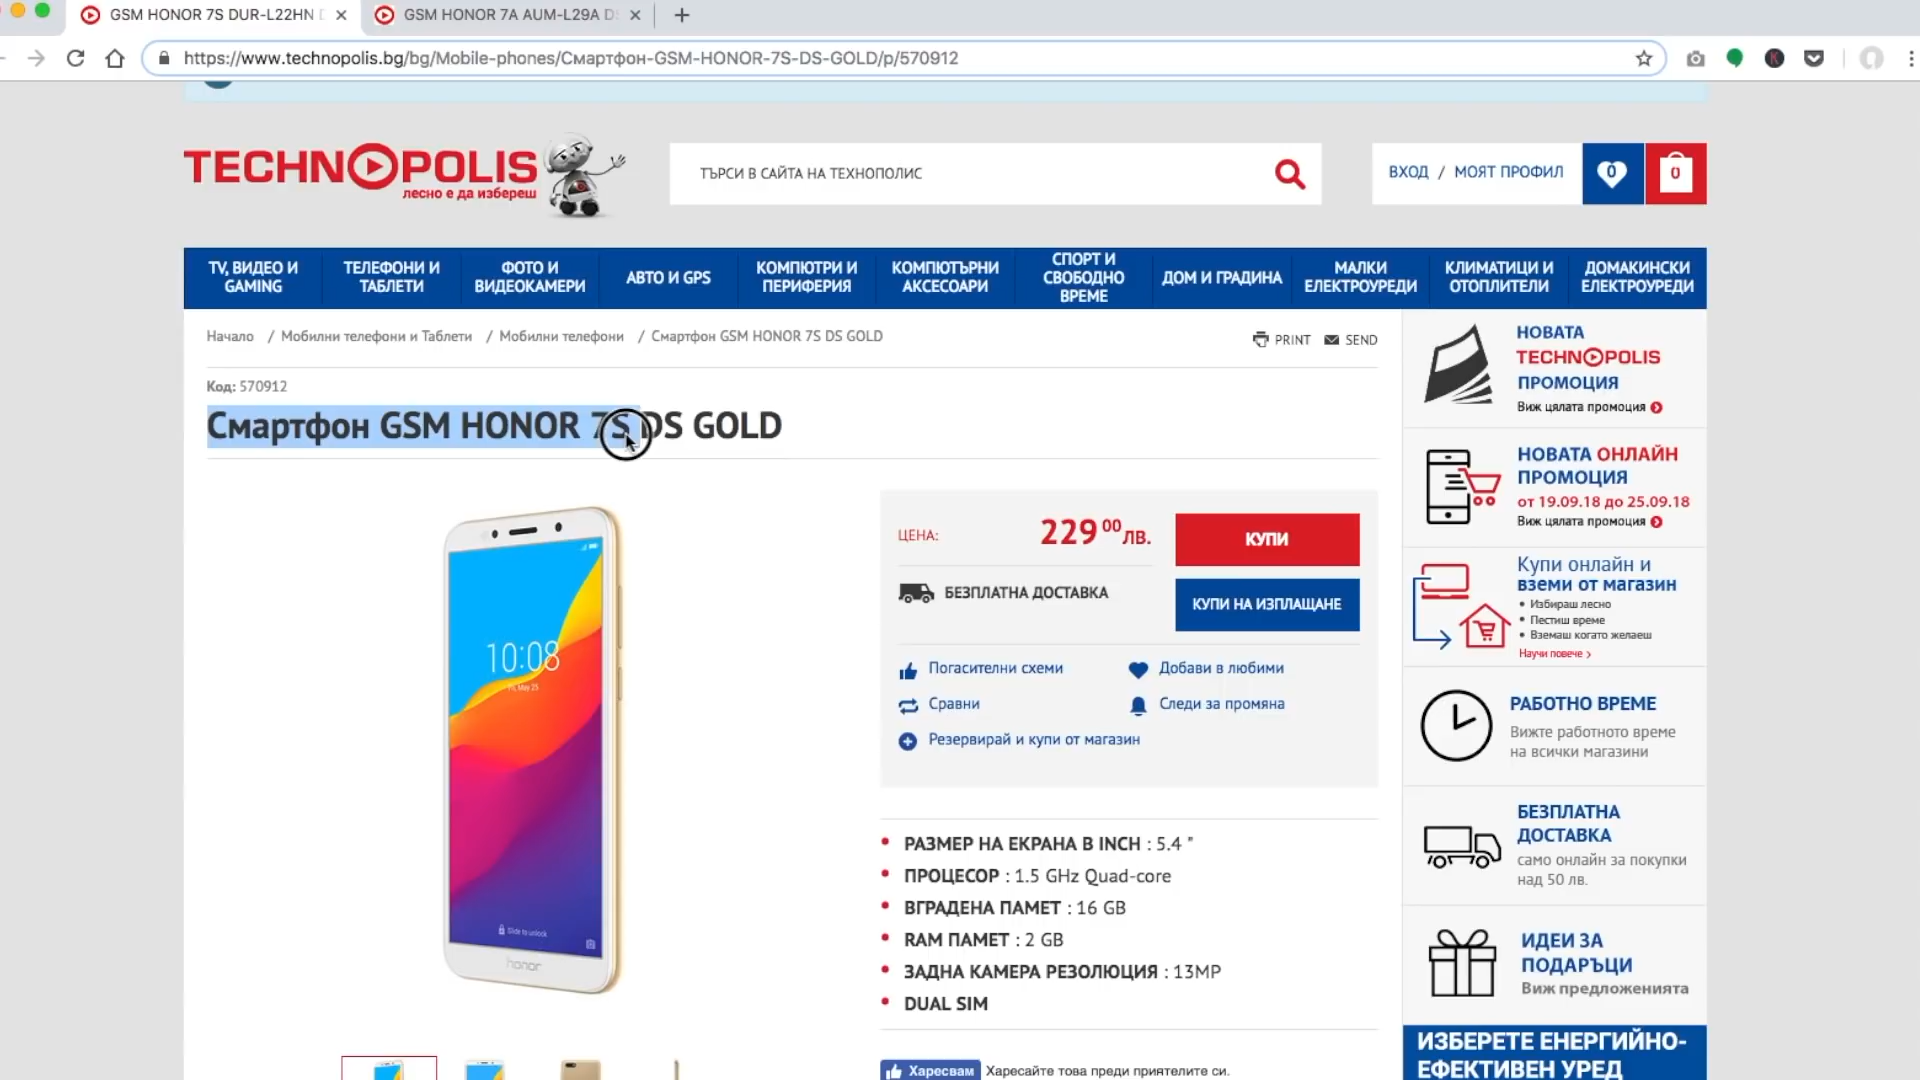 GSM HONOR 7S DUR-L22HN
GSM HONOR 7A AUM-L29A
https://www.technopolis.bg/bg/Mobile-phones/Смартфон-GSM-HONOR-7S-DS-GOLD/p/570912
TECHNOPOLIS
лесно е да избереш
ТЪРСИ В САЙТА НА ТЕХНОПОЛИС
ВХОД / МОЯТ ПРОФИЛ
0
0
TV, ВИДЕО И
GAMING
ТЕЛЕФОНИ И
ТАБЛЕТИ
ФОТО И
ВИДЕОКАМЕРИ
АВТО И GPS
КОМПЮТРИ И
ПЕРИФЕРИЯ
КОМПЮТЪРНИ
АКСЕСОАРИ
СПОРТ И
СВОБОДНО
ВРЕМЕ
ДОМ И ГРАДИНА
МАЛКИ
ЕЛЕКТРОУРЕДИ
КЛИМАТИЦИ И
ОТОПЛИТЕЛИ
ДОМАКИНСКИ
ЕЛЕКТРОУРЕДИ
Начало / Мобилни телефони и Таблети / Мобилни телефони / Смартфон GSM HONOR 7S DS GOLD
PRINT SEND
Код: 570912
Смартфон GSM HONOR 7S DS GOLD
10:08
Fri, May 25
Slide to unlock
honor
ЦЕНА: 229 00 ЛВ.
КУПИ
БЕЗПЛАТНА ДОСТАВКА
КУПИ НА ИЗПЛАЩАНЕ
Погасителни схеми
Добави в любими
Сравни
Следи за промяна
Резервирай и купи от магазин
• РАЗМЕР НА ЕКРАНА В INCH : 5.4 "
• ПРОЦЕСОР : 1.5 GHz Quad-core
• ВГРАДЕНА ПАМЕТ : 16 GB
• RAM ПАМЕТ : 2 GB
• ЗАДНА КАМЕРА РЕЗОЛЮЦИЯ : 13MP
• DUAL SIM
Харесвам Харесайте това преди приятелите си.
НОВАТА
TECHNOPOLIS
ПРОМОЦИЯ
Виж цялата промоция
НОВАТА ОНЛАЙН
ПРОМОЦИЯ
от 19.09.18 до 25.09.18
Виж цялата промоция
Купи онлайн и
вземи от магазин
• Избираш лесно
• Пестиш време
• Вземаш когато желаеш
Научи повече ›
РАБОТНО ВРЕМЕ
Вижте работното време
на всички магазини
БЕЗПЛАТНА
ДОСТАВКА
само онлайн за покупки
над 50 лв.
ИДЕИ ЗА
ПОДАРЪЦИ
Виж предложенията
ИЗБЕРЕТЕ ЕНЕРГИЙНО-
ЕФЕКТИВЕН УРЕД